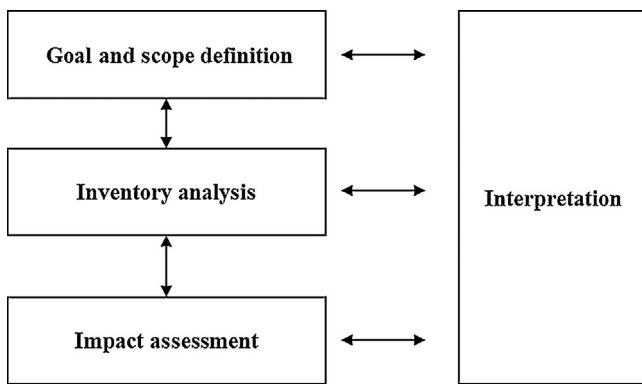 Goal and scope definition
Inventory analysis
Interpretation
Impact assessment